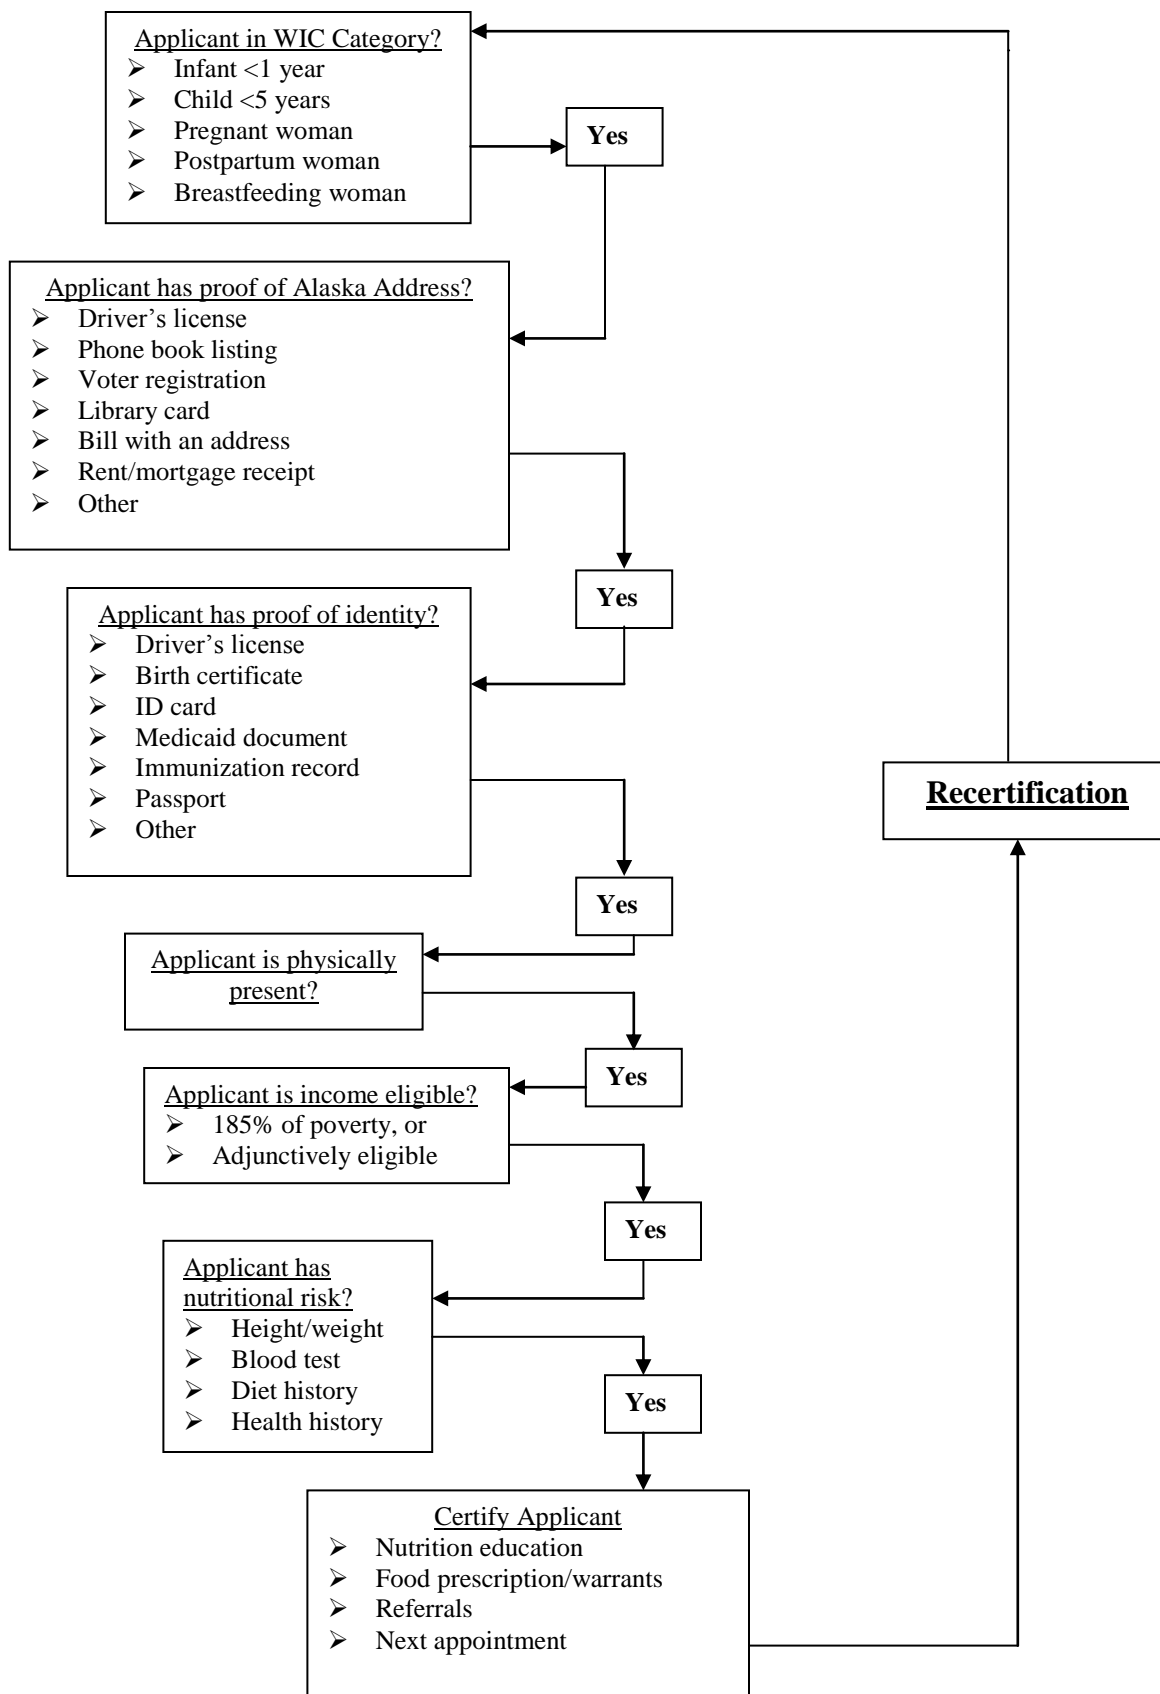 Applicant in WIC Category?
➢ Infant <1 year
➢ Child <5 years
➢ Pregnant woman
➢ Postpartum woman
➢ Breastfeeding woman
Yes
Applicant has proof of Alaska Address?
➢ Driver’s license
➢ Phone book listing
➢ Voter registration
➢ Library card
➢ Bill with an address
➢ Rent/mortgage receipt
➢ Other
Yes
Applicant has proof of identity?
➢ Driver’s license
➢ Birth certificate
➢ ID card
➢ Medicaid document
➢ Immunization record
➢ Passport
➢ Other
Recertification
Yes
Applicant is physically
present?
Yes
Applicant is income eligible?
➢ 185% of poverty, or
➢ Adjunctively eligible
Yes
Applicant has
nutritional risk?
➢ Height/weight
➢ Blood test
➢ Diet history
➢ Health history
Yes
Certify Applicant
➢ Nutrition education
➢ Food prescription/warrants
➢ Referrals
➢ Next appointment